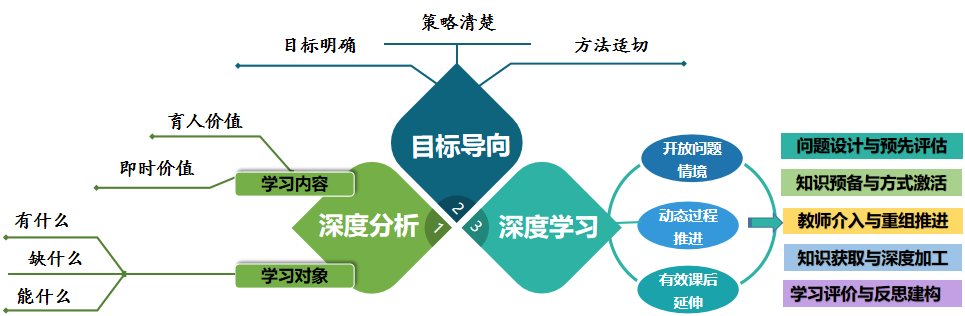 策略清楚
目标明确
方法适切
目标导向
2
育人价值
即时价值
学习内容
深度分析
1
有什么
缺什么
能什么
学习对象
3
深度学习
开放问题
情境
动态过程
推进
有效课后
延伸
问题设计与预先评估
知识预备与方式激活
教师介入与重组推进
知识获取与深度加工
学习评价与反思建构